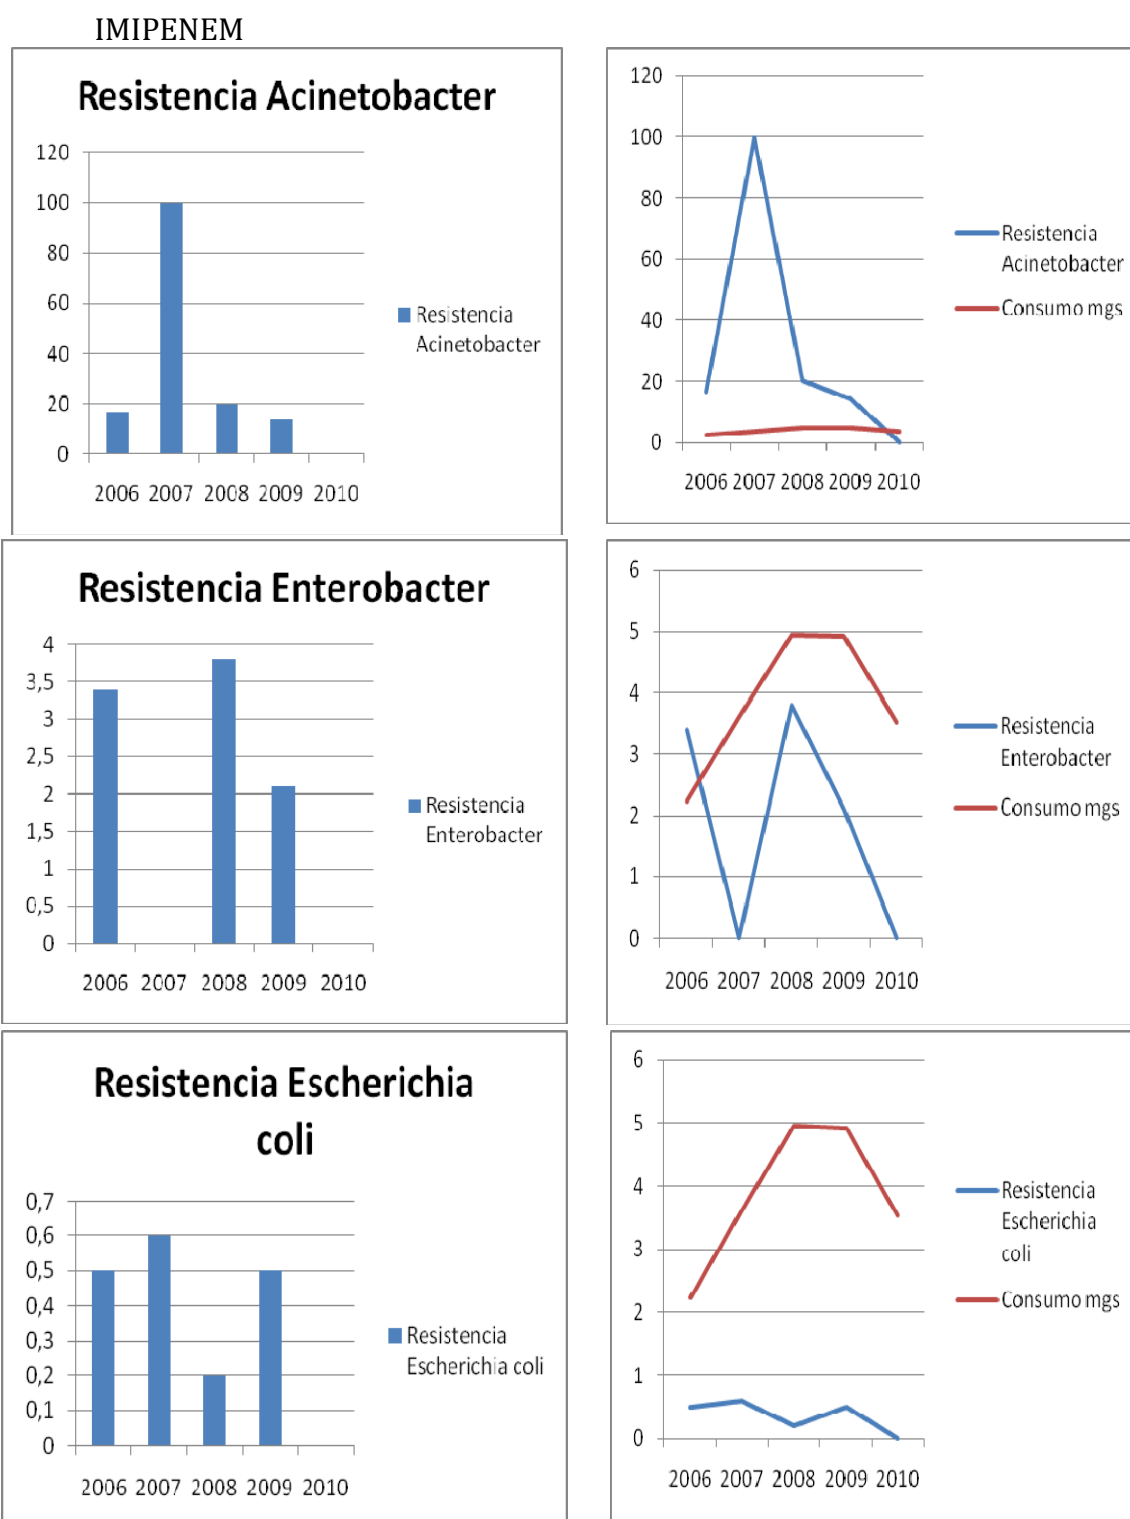 IMIPENEM
Resistencia Acinetobacter
120
100
80
60
40
20
0
2006 2007 2008 2009 2010
Resistencia
Acinetobacter
120
100
80
60
40
20
0
2006 2007 2008 2009 2010
Resistencia
Acinetobacter
Consumo mgs
Resistencia Enterobacter
4
3,5
3
2,5
2
1,5
1
0,5
0
2006 2007 2008 2009 2010
Resistencia
Enterobacter
6
5
4
3
2
1
0
2006 2007 2008 2009 2010
Resistencia
Enterobacter
Consumo mgs
Resistencia Escherichia
coli
0,7
0,6
0,5
0,4
0,3
0,2
0,1
0
2006 2007 2008 2009 2010
Resistencia
Escherichia coli
6
5
4
3
2
1
0
2006 2007 2008 2009 2010
Resistencia
Escherichia
coli
Consumo mgs